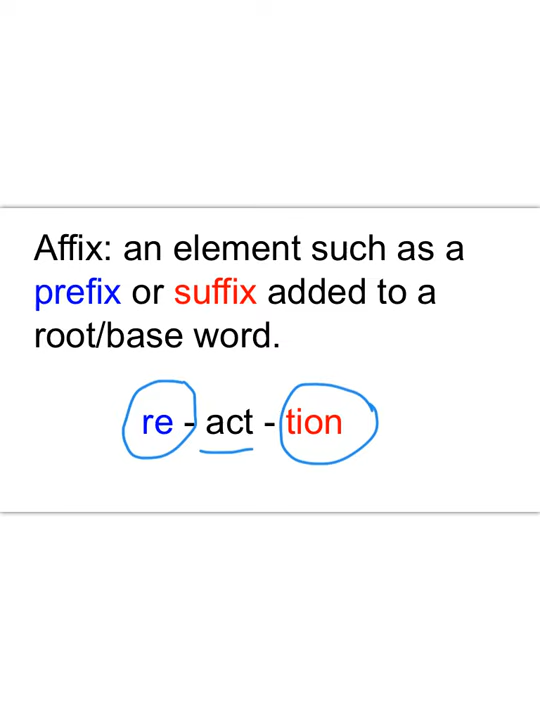 Affix: an element such as a
prefix or suffix added to a
root/base word.
re - act - tion